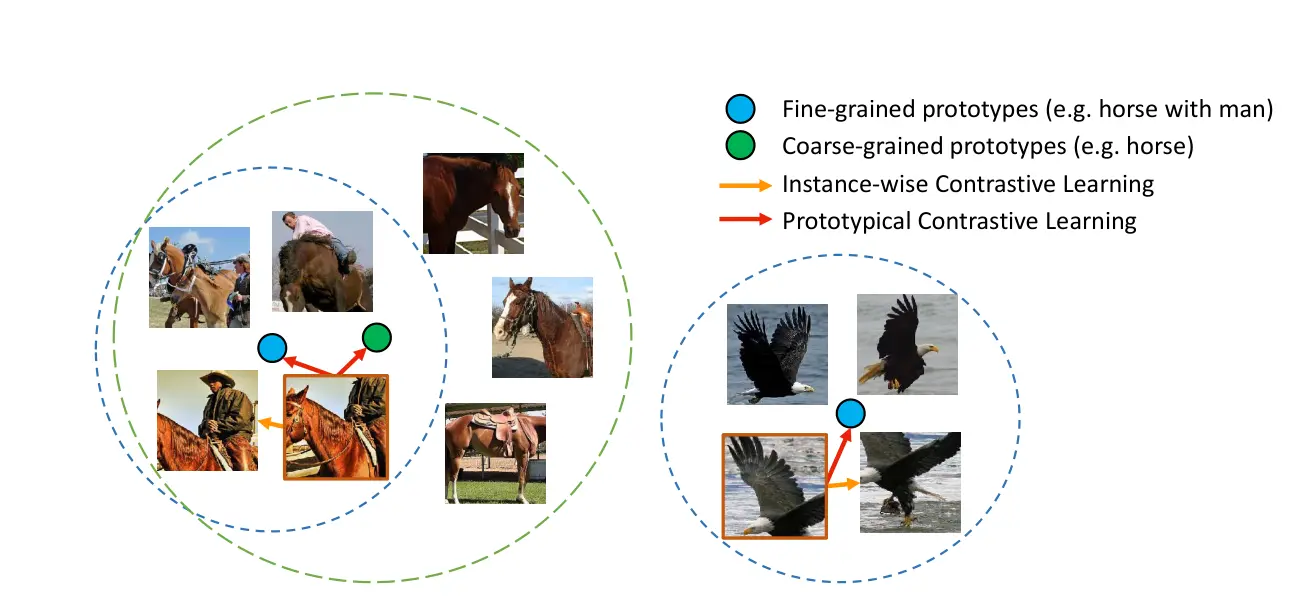 Fine-grained prototypes (e.g. horse with man)
Coarse-grained prototypes (e.g. horse)
Instance-wise Contrastive Learning
Prototypical Contrastive Learning